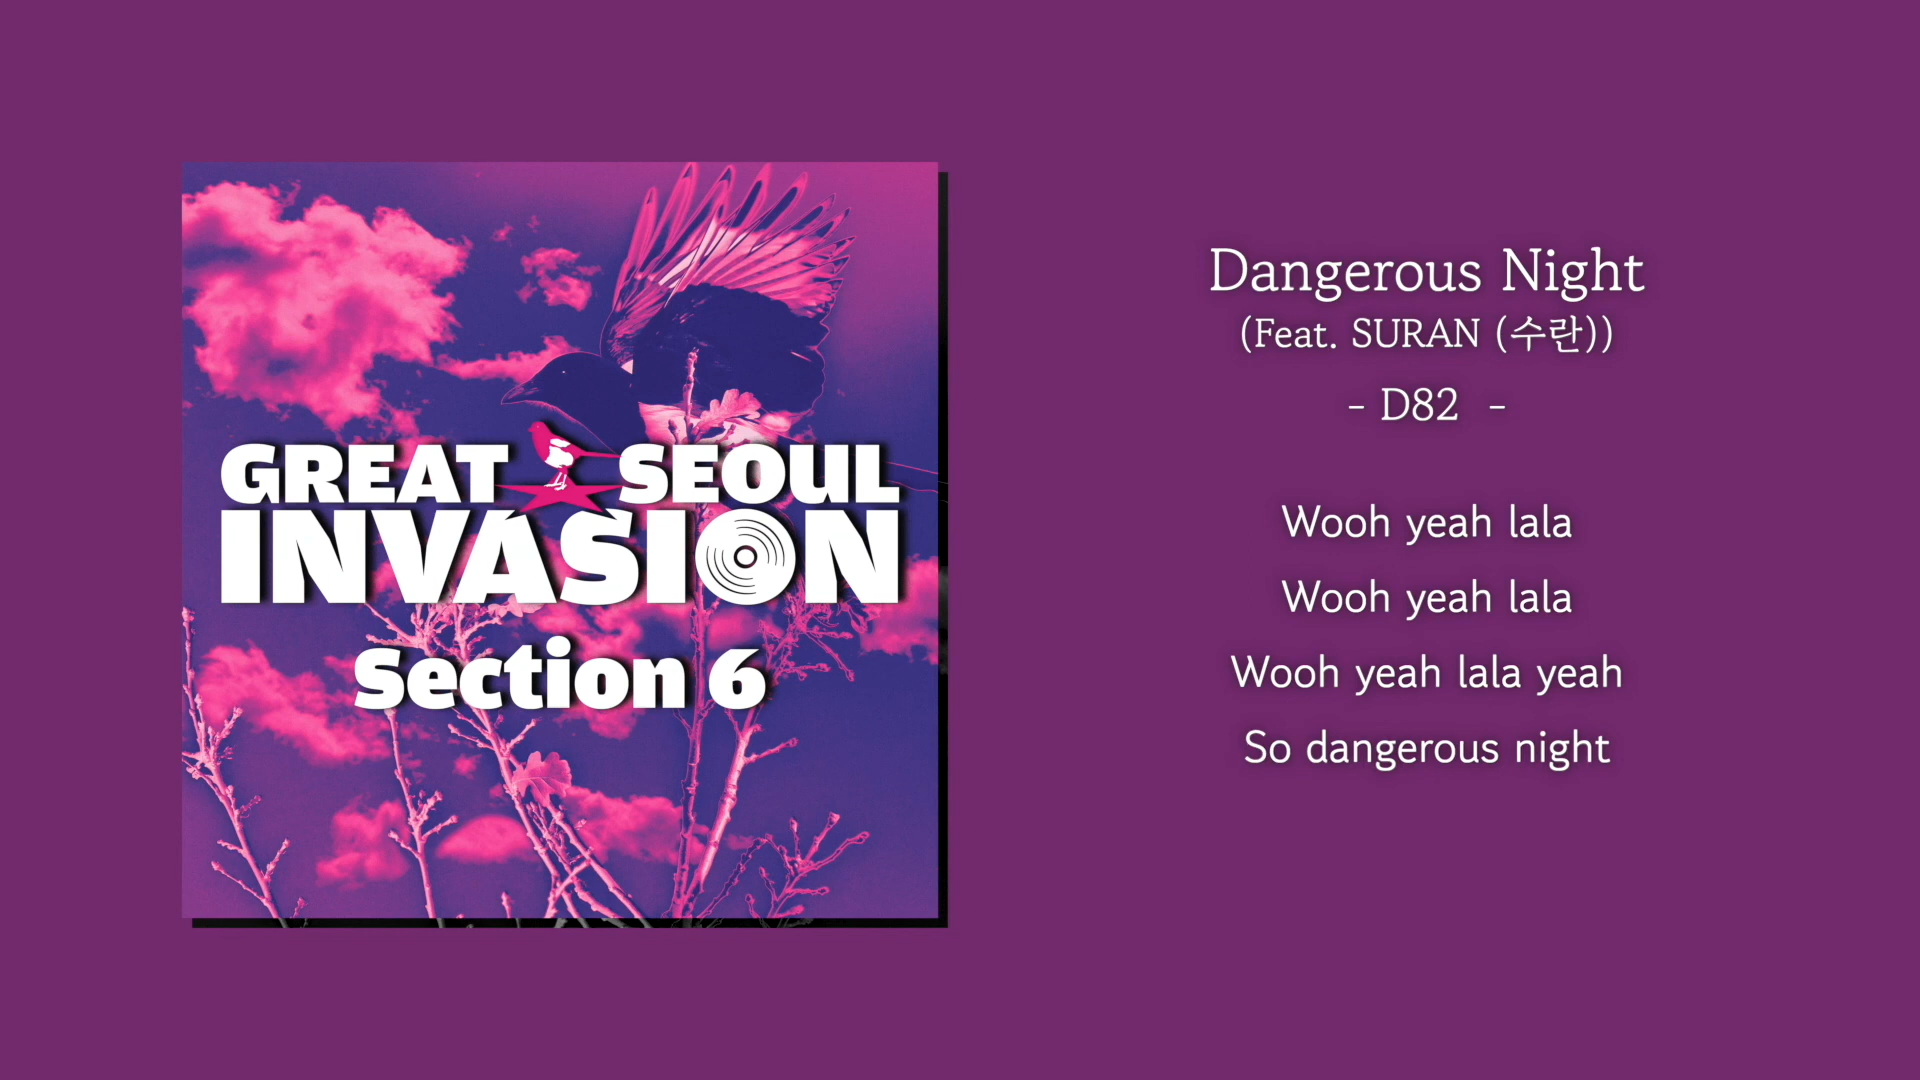 GREAT SEOUL
INVASION
Section 6
Dangerous Night
(Feat. SURAN (수란))
- D82 -
Wooh yeah lala
Wooh yeah lala
Wooh yeah lala yeah
So dangerous night